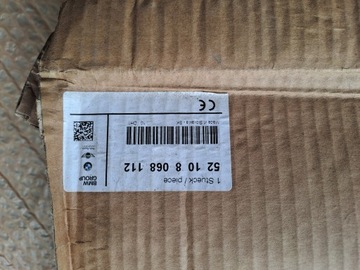 1 Stueck / piece
52 10 8 068 112
BMW
GROUP
CE